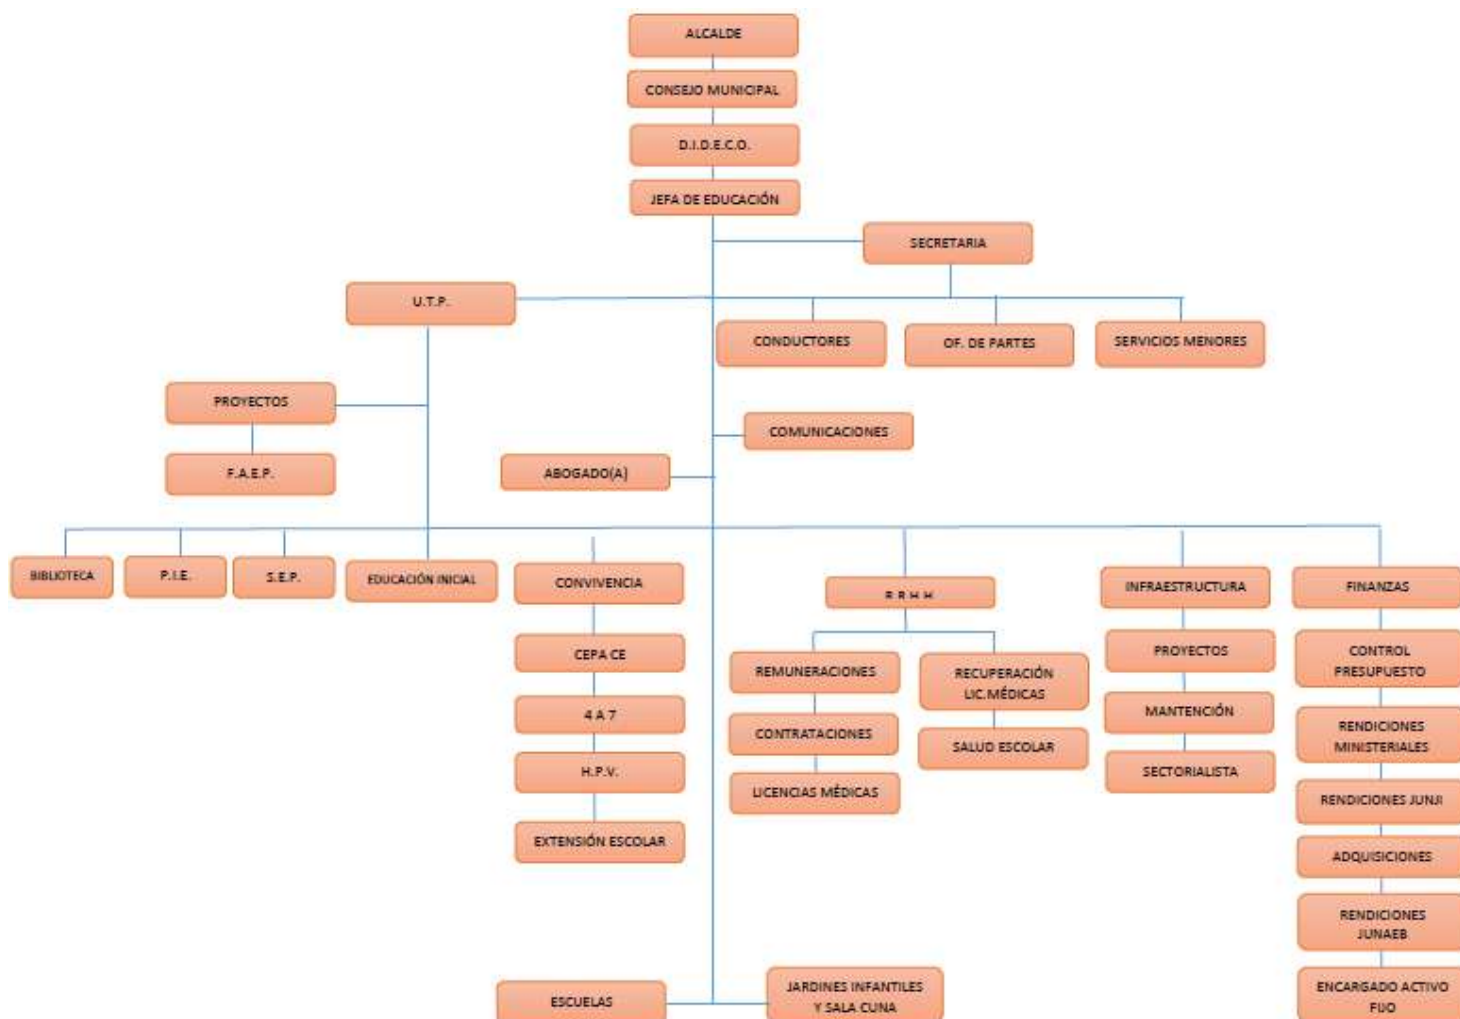 ALCALDE
CONSEJO MUNICIPAL
D.I.D.E.C.O.
JEFA DE EDUCACIÓN
SECRETARIA
U.T.P.
CONDUCTORES
OF. DE PARTES
SERVICIOS MENORES
PROYECTOS
COMUNICACIONES
F.A.E.P.
ABOGADO(A)
BIBLIOTECA
P.I.E.
S.E.P.
EDUCACIÓN INICIAL
CONVIVENCIA
R R H H
INFRAESTRUCTURA
FINANZAS
CEPA CE
4 A 7
H.P.V.
EXTENSIÓN ESCOLAR
REMUNERACIONES
CONTRATACIONES
LICENCIAS MÉDICAS
RECUPERACIÓN
LIC.MÉDICAS
SALUD ESCOLAR
PROYECTOS
MANTENCIÓN
SECTORIALISTA
CONTROL
PRESUPUESTO
RENDICIONES
MINISTERIALES
RENDICIONES JUNJI
ADQUISICIONES
RENDICIONES
JUNAEB
ENCARGADO ACTIVO
FIJO
ESCUELAS
JARDINES INFANTILES
Y SALA CUNA